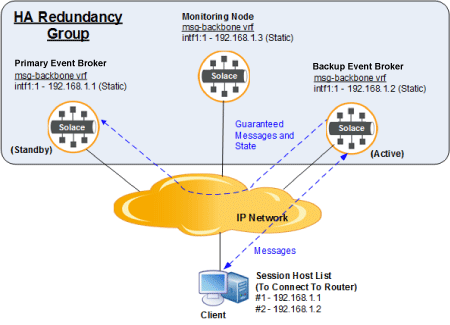 HA Redundancy
Group
Monitoring Node
msg-backbone vrf
intf1:1 - 192.168.1.3 (Static)
Primary Event Broker
msg-backbone vrf
intf1:1 - 192.168.1.1 (Static)
Backup Event Broker
msg-backbone vrf
intf1:1 - 192.168.1.2 (Static)
Solace
Solace
Solace
Guaranteed
Messages and
State
(Standby)
(Active)
IP Network
Messages
Session Host List
(To Connect To Router)
#1 - 192.168.1.1
#2 - 192.168.1.2
Client